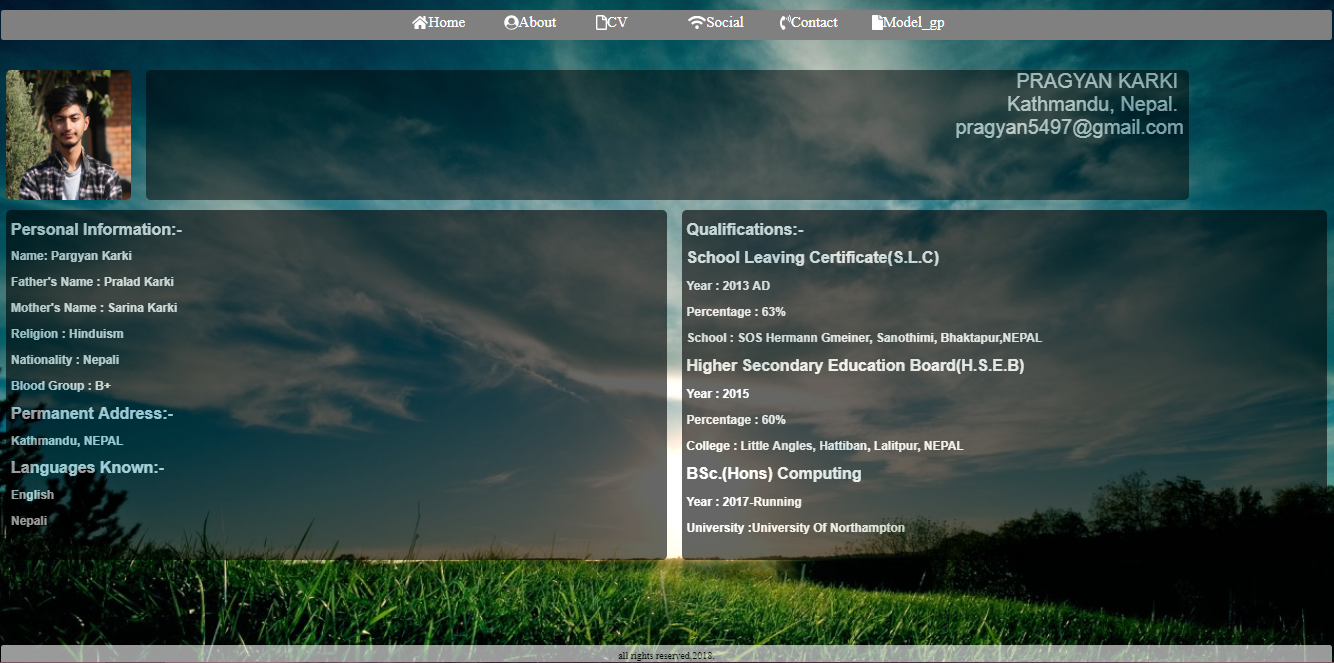 Home About CV Social Contact Model_gp
PRAGYAN KARKI
Kathmandu, Nepal.
pragyan5497@gmail.com
Personal Information:-
Name: Pargyan Karki
Father's Name : Pralad Karki
Mother's Name : Sarina Karki
Religion : Hinduism
Nationality : Nepali
Blood Group : B+
Permanent Address:-
Kathmandu, NEPAL
Languages Known:-
English
Nepali
Qualifications:-
School Leaving Certificate(S.L.C)
Year : 2013 AD
Percentage : 63%
School : SOS Hermann Gmeiner, Sanothimi, Bhaktapur,NEPAL
Higher Secondary Education Board(H.S.E.B)
Year : 2015
Percentage : 60%
College : Little Angles, Hattiban, Lalitpur, NEPAL
BSc.(Hons) Computing
Year : 2017-Running
University :University Of Northampton
all rights reserved,2018.